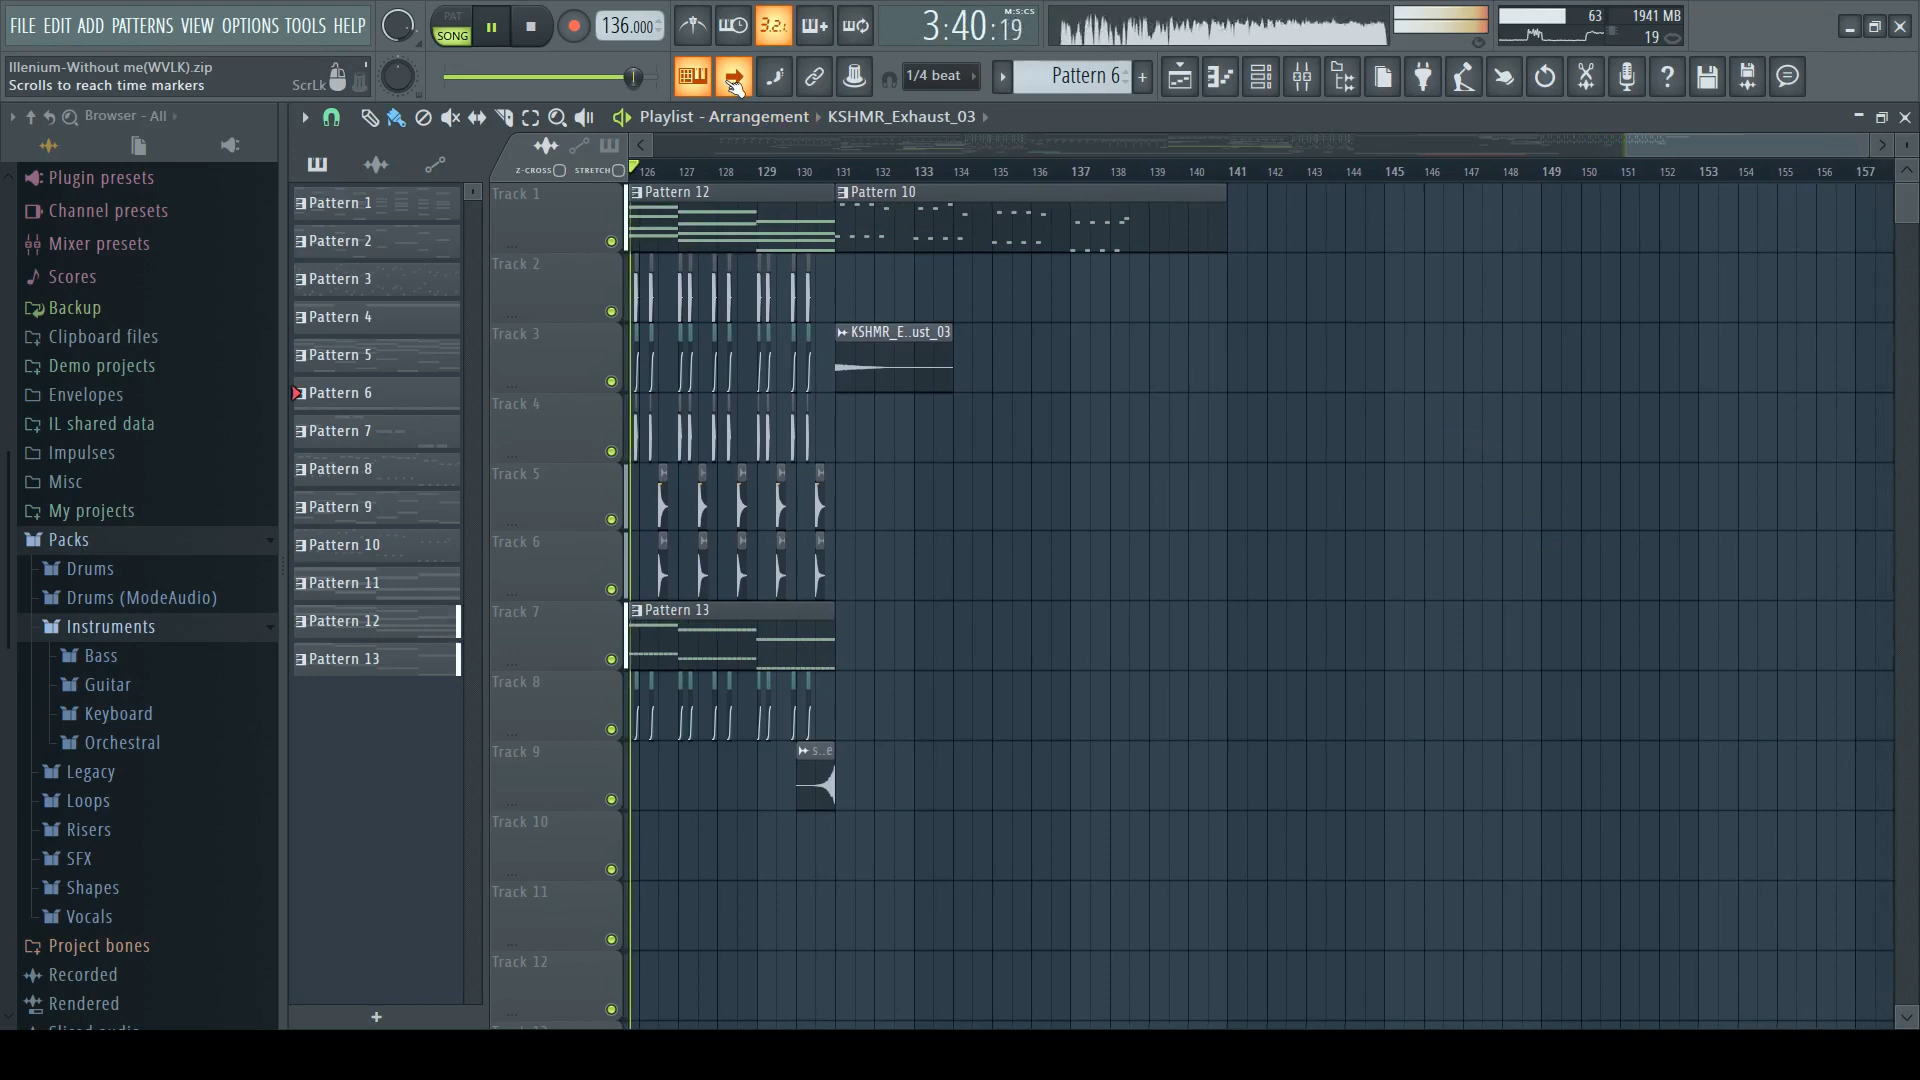 FILE EDIT ADD PATTERNS VIEW OPTIONS TOOLS HELP
PAT
SONG
136.000
3:40:19
M:S:CS
63
1941 MB
19
Illenium-Without me(WVLK).zip
Scrolls to reach time markers
ScrLk
1/4 beat
Pattern 6
Browser - All
Playlist - Arrangement KSHMR_Exhaust_03
Z-CROSS STRETCH
126 127 128 129 130 131 132 133 134 135 136 137 138 139 140 141 142 143 144 145 146 147 148 149 150 151 152 153 154 155 156 157
Plugin presets
Channel presets
Mixer presets
Scores
Backup
Clipboard files
Demo projects
Envelopes
IL shared data
Impulses
Misc
My projects
Packs
Drums
Drums (ModeAudio)
Instruments
Bass
Guitar
Keyboard
Orchestral
Legacy
Loops
Risers
SFX
Shapes
Vocals
Project bones
Recorded
Rendered
Sliced audio
Pattern 1
Pattern 2
Pattern 3
Pattern 4
Pattern 5
Pattern 6
Pattern 7
Pattern 8
Pattern 9
Pattern 10
Pattern 11
Pattern 12
Pattern 13
Track 1
Pattern 12
Pattern 10
Track 2
Track 3
KSHMR_E..ust_03
Track 4
Track 5
Track 6
Track 7
Pattern 13
Track 8
Track 9
s..e
Track 10
Track 11
Track 12